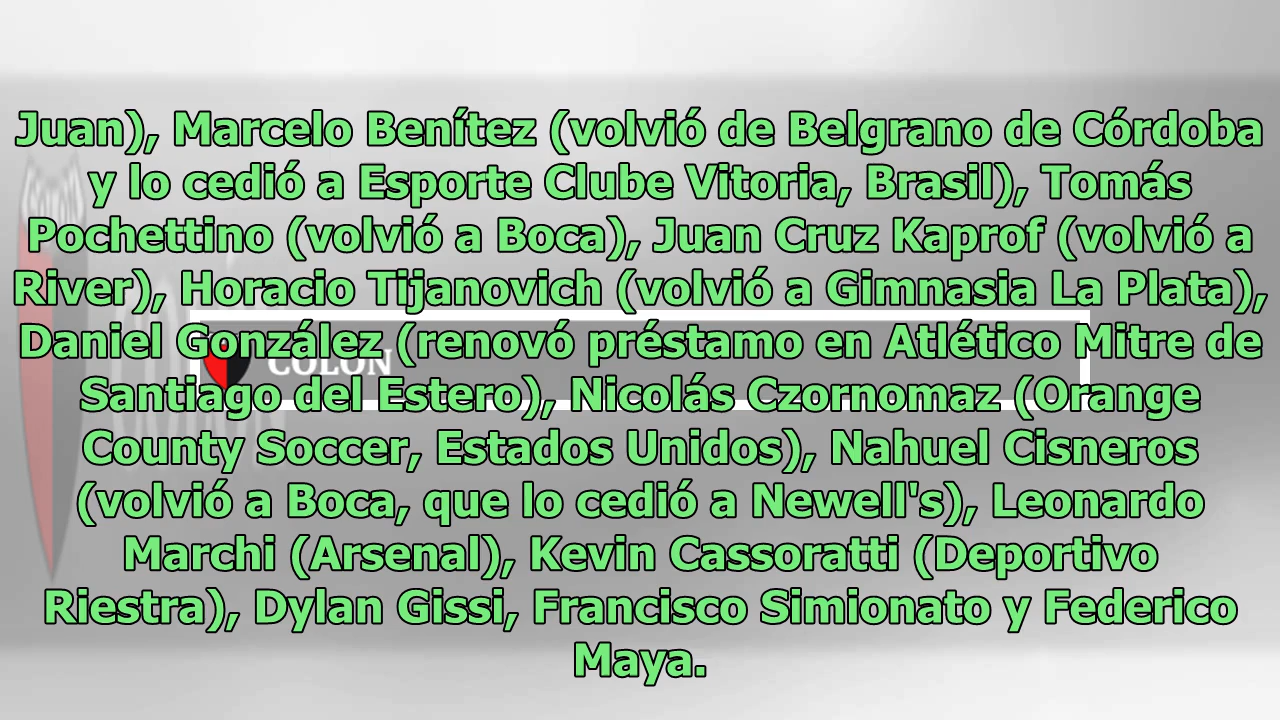 Juan), Marcelo Benítez (volvió de Belgrano de Córdoba
y lo cedió a Esporte Clube Vitoria, Brasil), Tomás
Pochettino (volvió a Boca), Juan Cruz Kaprof (volvió a
River), Horacio Tijanovich (volvió a Gimnasia La Plata),
Daniel González (renovó préstamo en Atlético Mitre de
COLÓN
Santiago del Estero), Nicolás Czornomaz (Orange
County Soccer, Estados Unidos), Nahuel Cisneros
(volvió a Boca, que lo cedió a Newell's), Leonardo
Marchi (Arsenal), Kevin Cassoratti (Deportivo
Riestra), Dylan Gissi, Francisco Simionato y Federico
Maya.